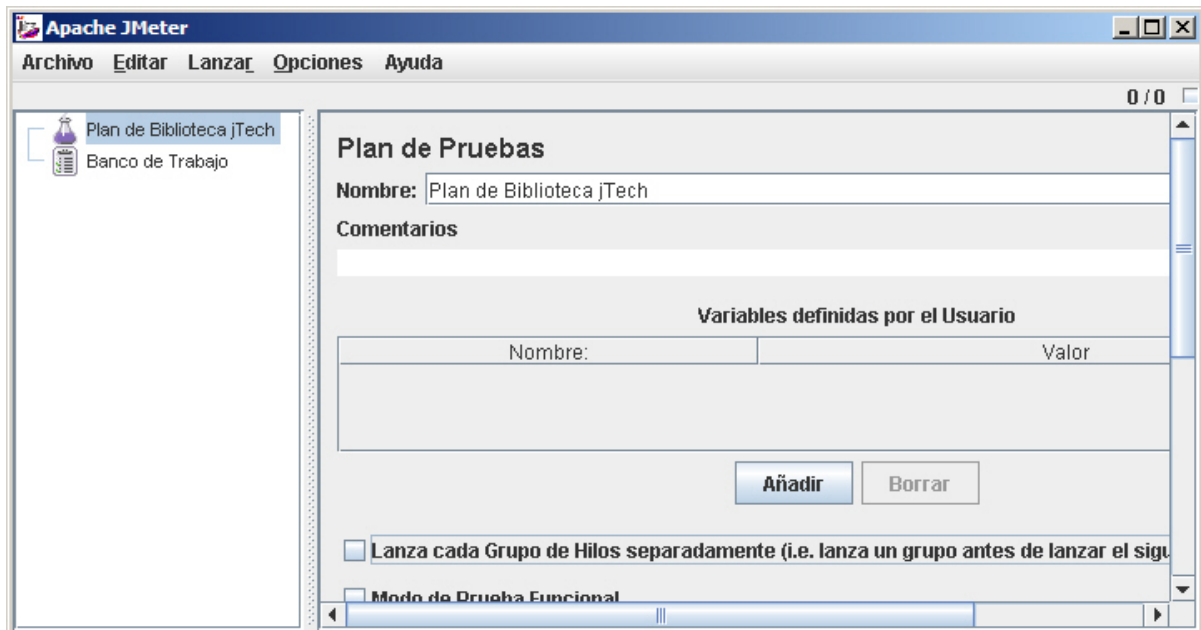 Apache JMeter
Archivo Editar Lanzar Opciones Ayuda
0 / 0
Plan de Biblioteca jTech
Banco de Trabajo
Plan de Pruebas
Nombre: Plan de Biblioteca jTech
Comentarios
Variables definidas por el Usuario
Nombre: Valor
Añadir Borrar
Lanza cada Grupo de Hilos separadamente (i.e. lanza un grupo antes de lanzar el sigu
Modo de Prueba Funcional